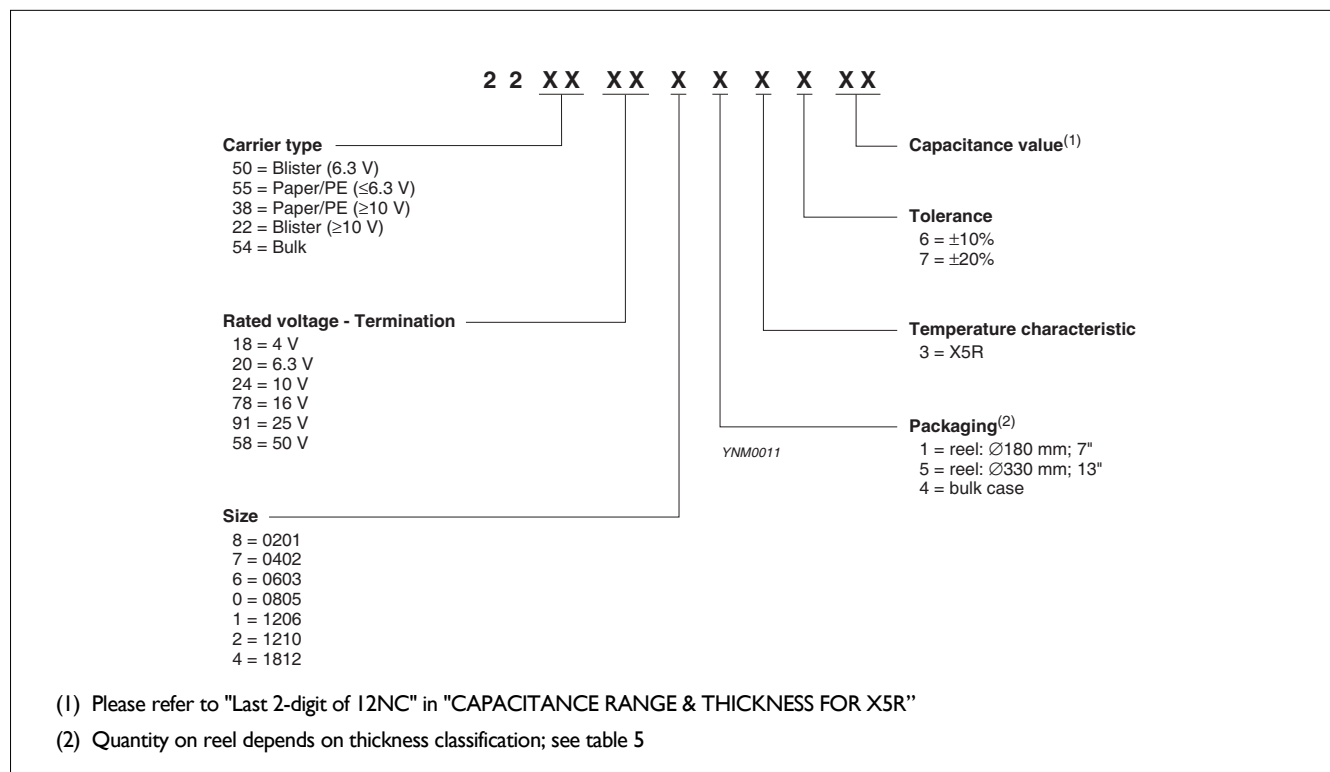 2 2 X X X X X X X X X X
Carrier type
50 = Blister (6.3 V)
55 = Paper/PE (≤6.3 V)
38 = Paper/PE (≥10 V)
22 = Blister (≥10 V)
54 = Bulk
Rated voltage - Termination
18 = 4 V
20 = 6.3 V
24 = 10 V
78 = 16 V
91 = 25 V
58 = 50 V
Size
8 = 0201
7 = 0402
6 = 0603
0 = 0805
1 = 1206
2 = 1210
4 = 1812
Capacitance value(1)
Tolerance
6 = ±10%
7 = ±20%
Temperature characteristic
3 = X5R
Packaging(2)
1 = reel: Ø180 mm; 7"
5 = reel: Ø330 mm; 13"
4 = bulk case
YNM0011
(1) Please refer to "Last 2-digit of 12NC" in "CAPACITANCE RANGE & THICKNESS FOR X5R”
(2) Quantity on reel depends on thickness classification; see table 5